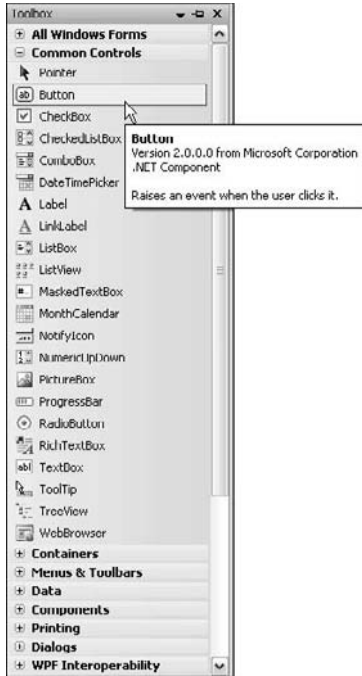 Toolbox
All Windows Forms
Common Controls
Pointer
ab Button
CheckBox
CheckedListBox
Button
Version 2.0.0.0 from Microsoft Corporation
ComboBox
.NET Component
DateTimePicker
Raises an event when the user clicks it.
A Label
A LinkLabel
ListBox
ListView
MaskedTextBox
MonthCalendar
NotifyIcon
NumericUpDown
PictureBox
ProgressBar
RadioButton
RichTextBox
abl TextBox
ToolTip
TreeView
WebBrowser
Containers
Menus & Toolbars
Data
Components
Printing
Dialogs
WPF Interoperability